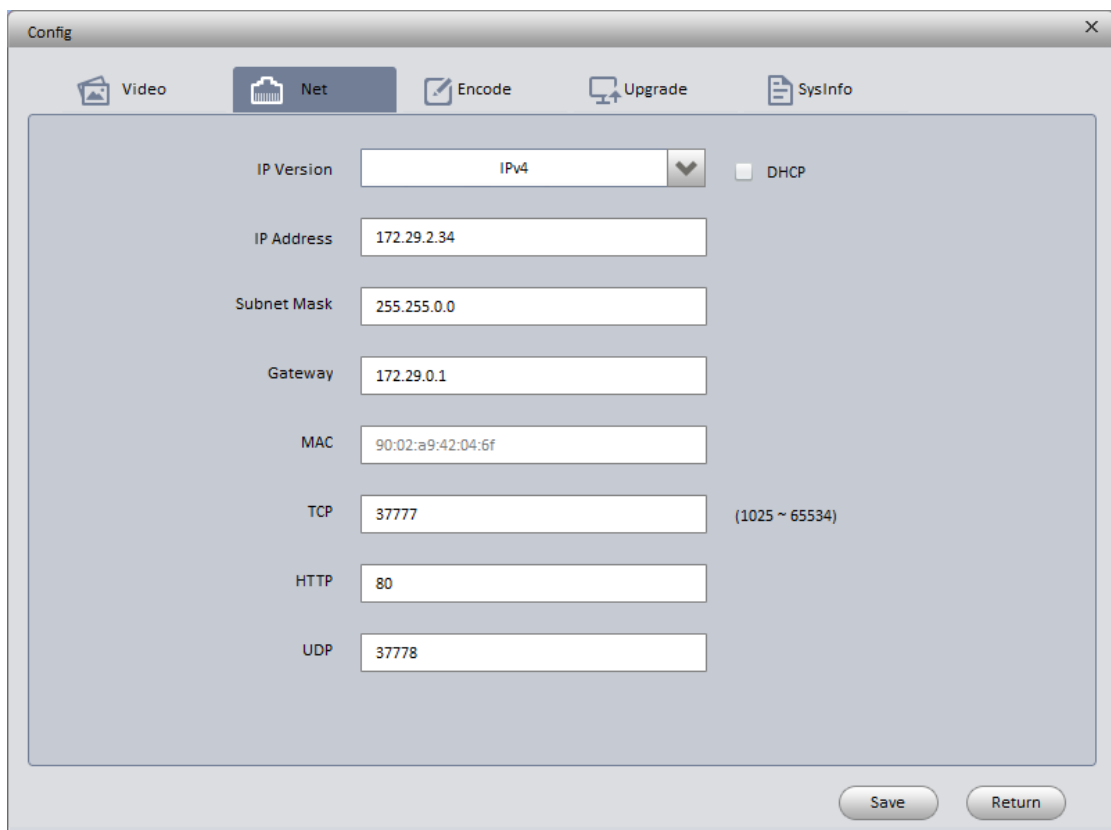 Config
Video Net Encode Upgrade SysInfo
IP Version IPv4 DHCP
IP Address 172.29.2.34
Subnet Mask 255.255.0.0
Gateway 172.29.0.1
MAC 90:02:a9:42:04:6f
TCP 37777 (1025 ~ 65534)
HTTP 80
UDP 37778
Save Return